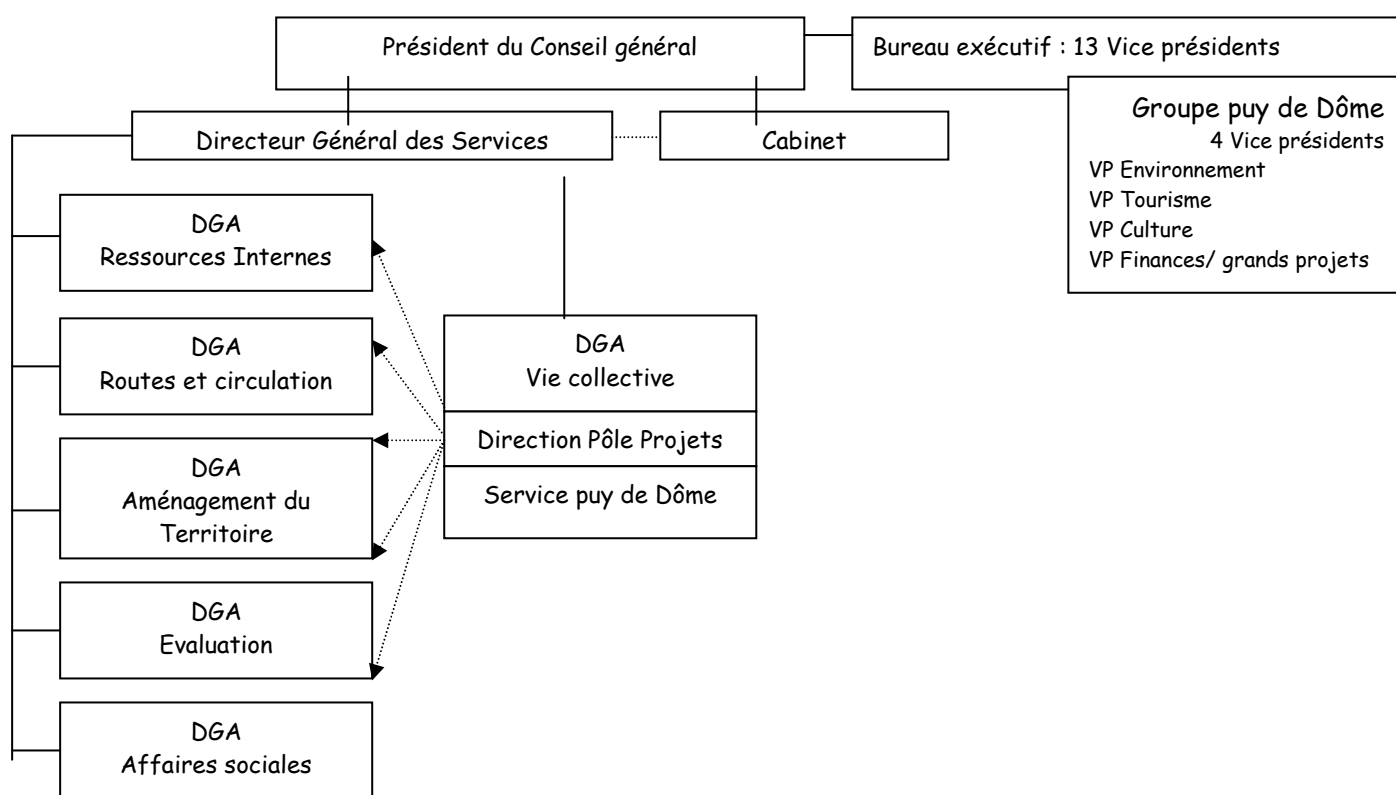 Président du Conseil général
Bureau exécutif : 13 Vice présidents
Groupe puy de Dôme
4 Vice présidents
VP Environnement
VP Tourisme
VP Culture
VP Finances/ grands projets
Directeur Général des Services
Cabinet
DGA
Ressources Internes
DGA
Routes et circulation
DGA
Aménagement du
Territoire
DGA
Evaluation
DGA
Affaires sociales
DGA
Vie collective
Direction Pôle Projets
Service puy de Dôme